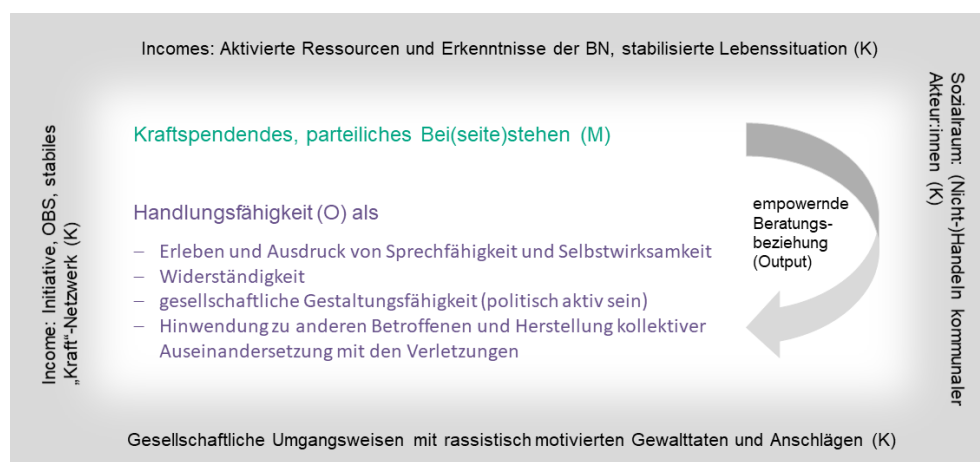 Incomes: Aktivierte Ressourcen und Erkenntnisse der BN, stabilisierte Lebenssituation (K)
Income: Initiative, OBS, stabiles
„Kraft“-Netzwerk (K)
Kraftspendendes, parteiliches Bei(seite)stehen (M)
Handlungsfähigkeit (O) als
– Erleben und Ausdruck von Sprechfähigkeit und Selbstwirksamkeit
– Widerständigkeit
– gesellschaftliche Gestaltungsfähigkeit (politisch aktiv sein)
– Hinwendung zu anderen Betroffenen und Herstellung kollektiver
Auseinandersetzung mit den Verletzungen
empowernde
Beratungs-
beziehung
(Output)
Sozialraum: (Nicht-)Handeln kommunaler
Akteur:innen (K)
Gesellschaftliche Umgangsweisen mit rassistisch motivierten Gewalttaten und Anschlägen (K)